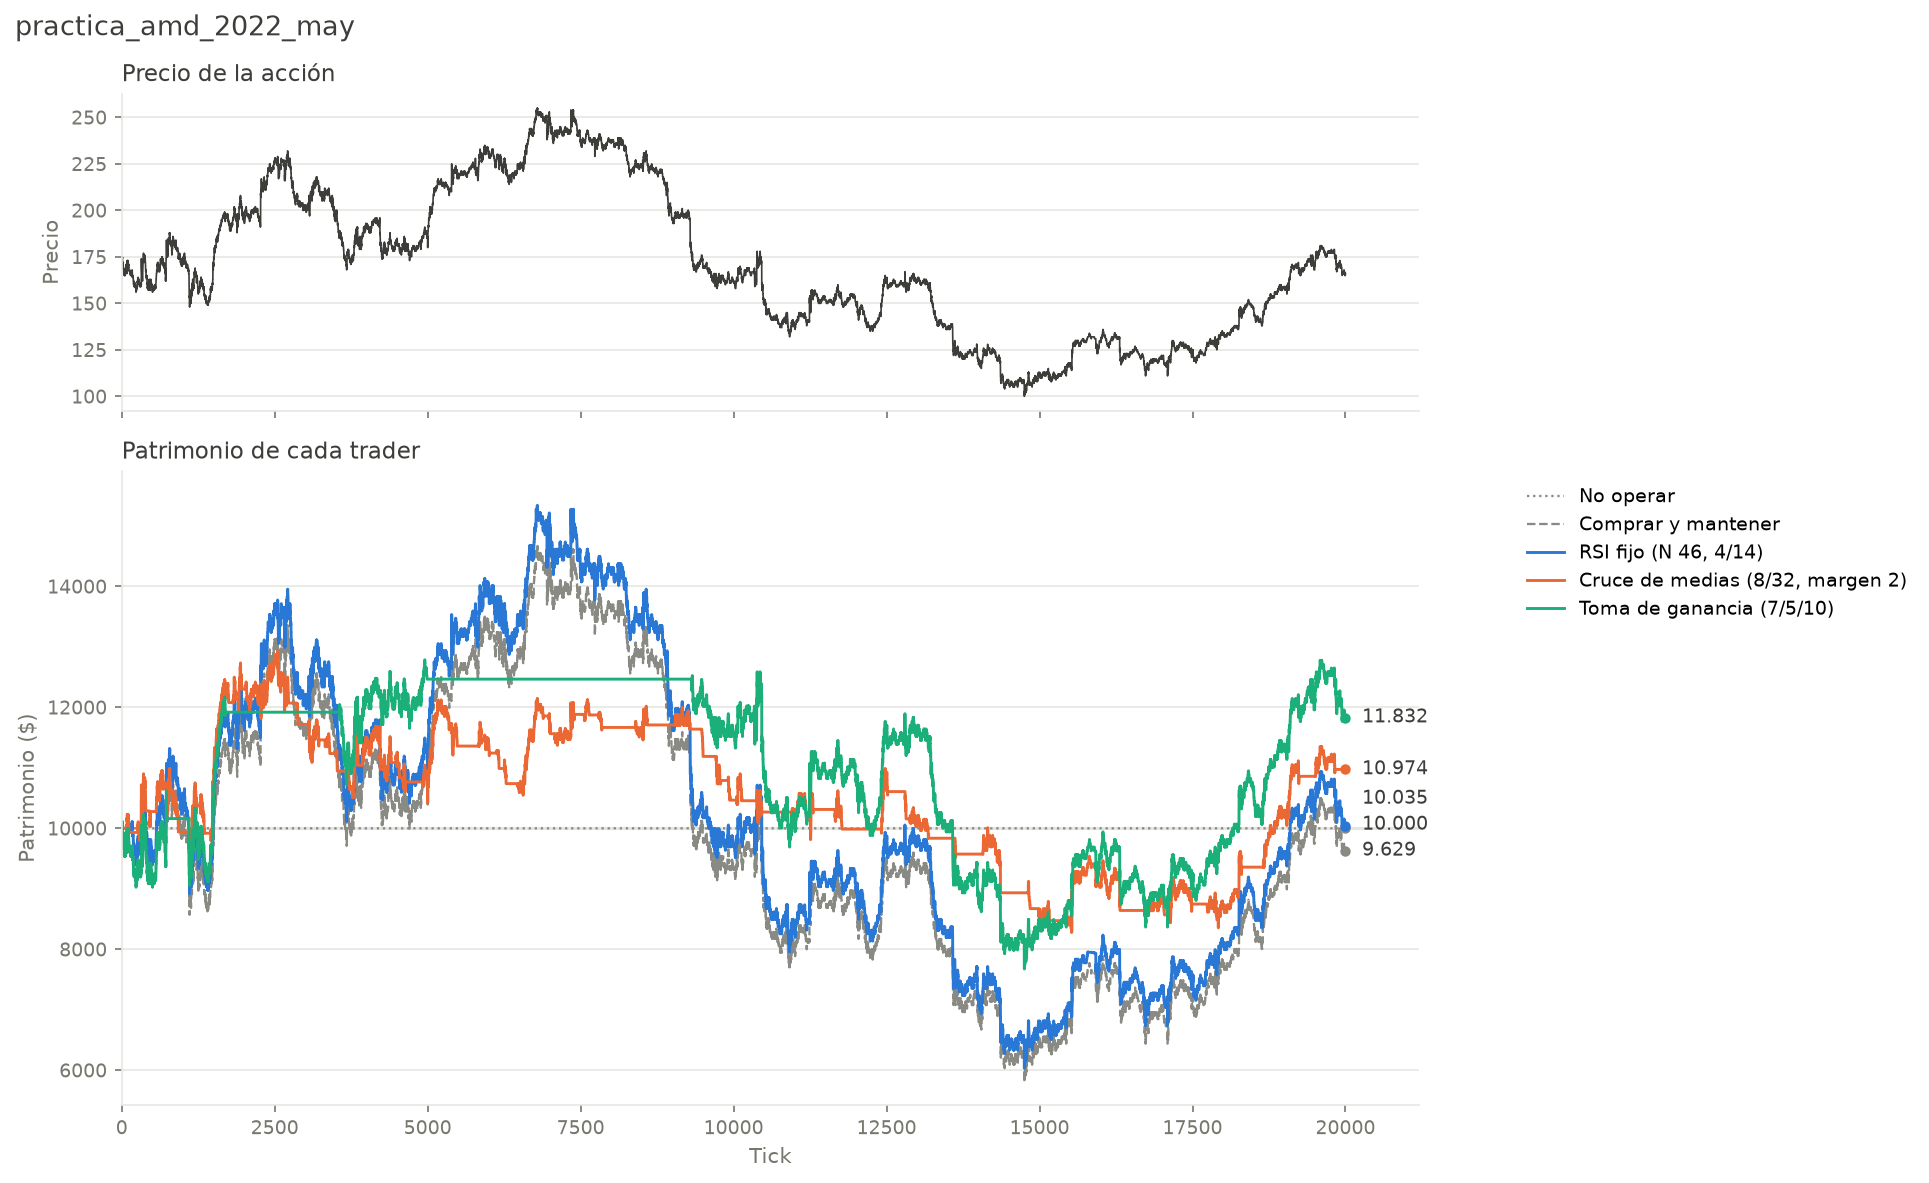 practica_amd_2022_may
Precio de la acción
Precio
250
225
200
175
150
125
100
Patrimonio de cada trader
Patrimonio ($)
14000
12000
10000
8000
6000
11.832
10.974
10.035
10.000
9.629
0
2500
5000
7500
10000
12500
15000
17500
20000
Tick
No operar
Comprar y mantener
RSI fijo (N 46, 4/14)
Cruce de medias (8/32, margen 2)
Toma de ganancia (7/5/10)